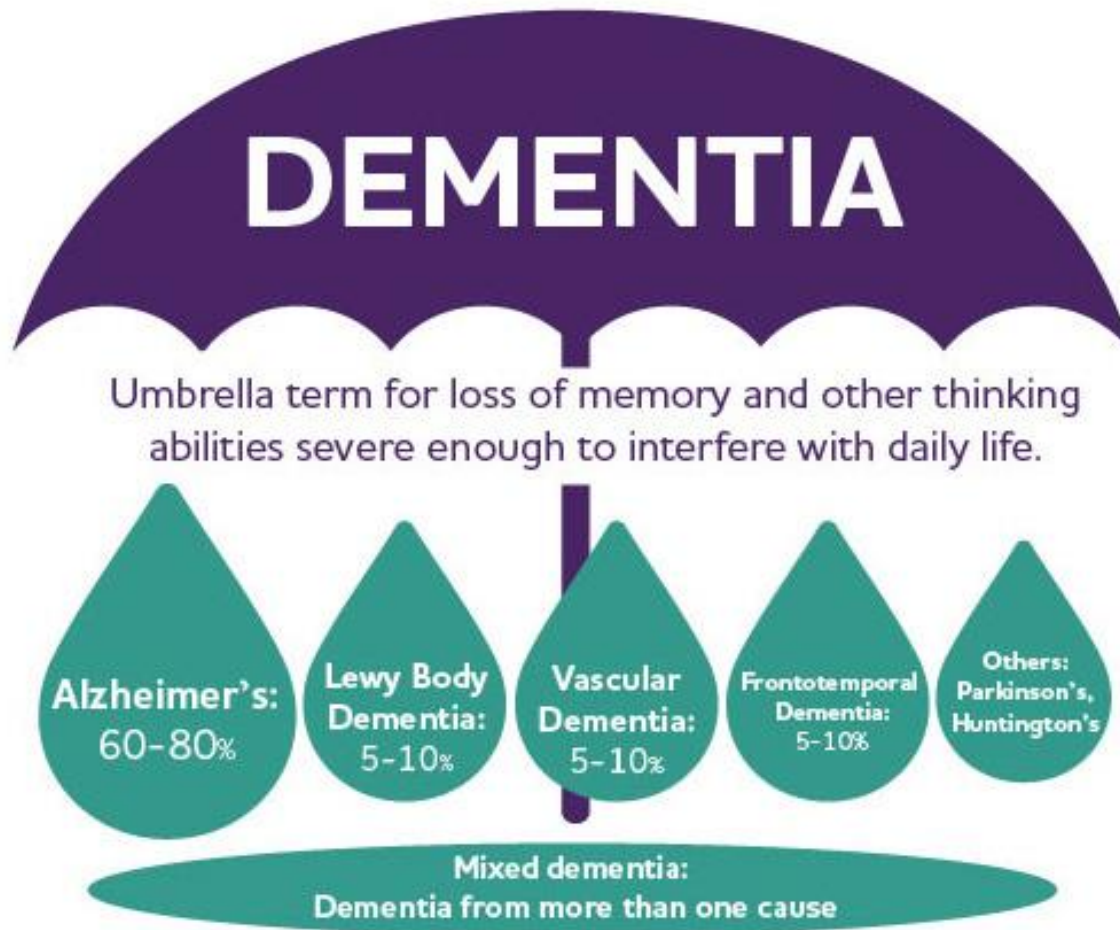 DEMENTIA
Umbrella term for loss of memory and other thinking
abilities severe enough to interfere with daily life.
Alzheimer's:
60-80%
Lewy Body
Dementia:
5-10%
Vascular
Dementia:
5-10%
Frontotemporal
Dementia:
5-10%
Others:
Parkinson's,
Huntington's
Mixed dementia:
Dementia from more than one cause